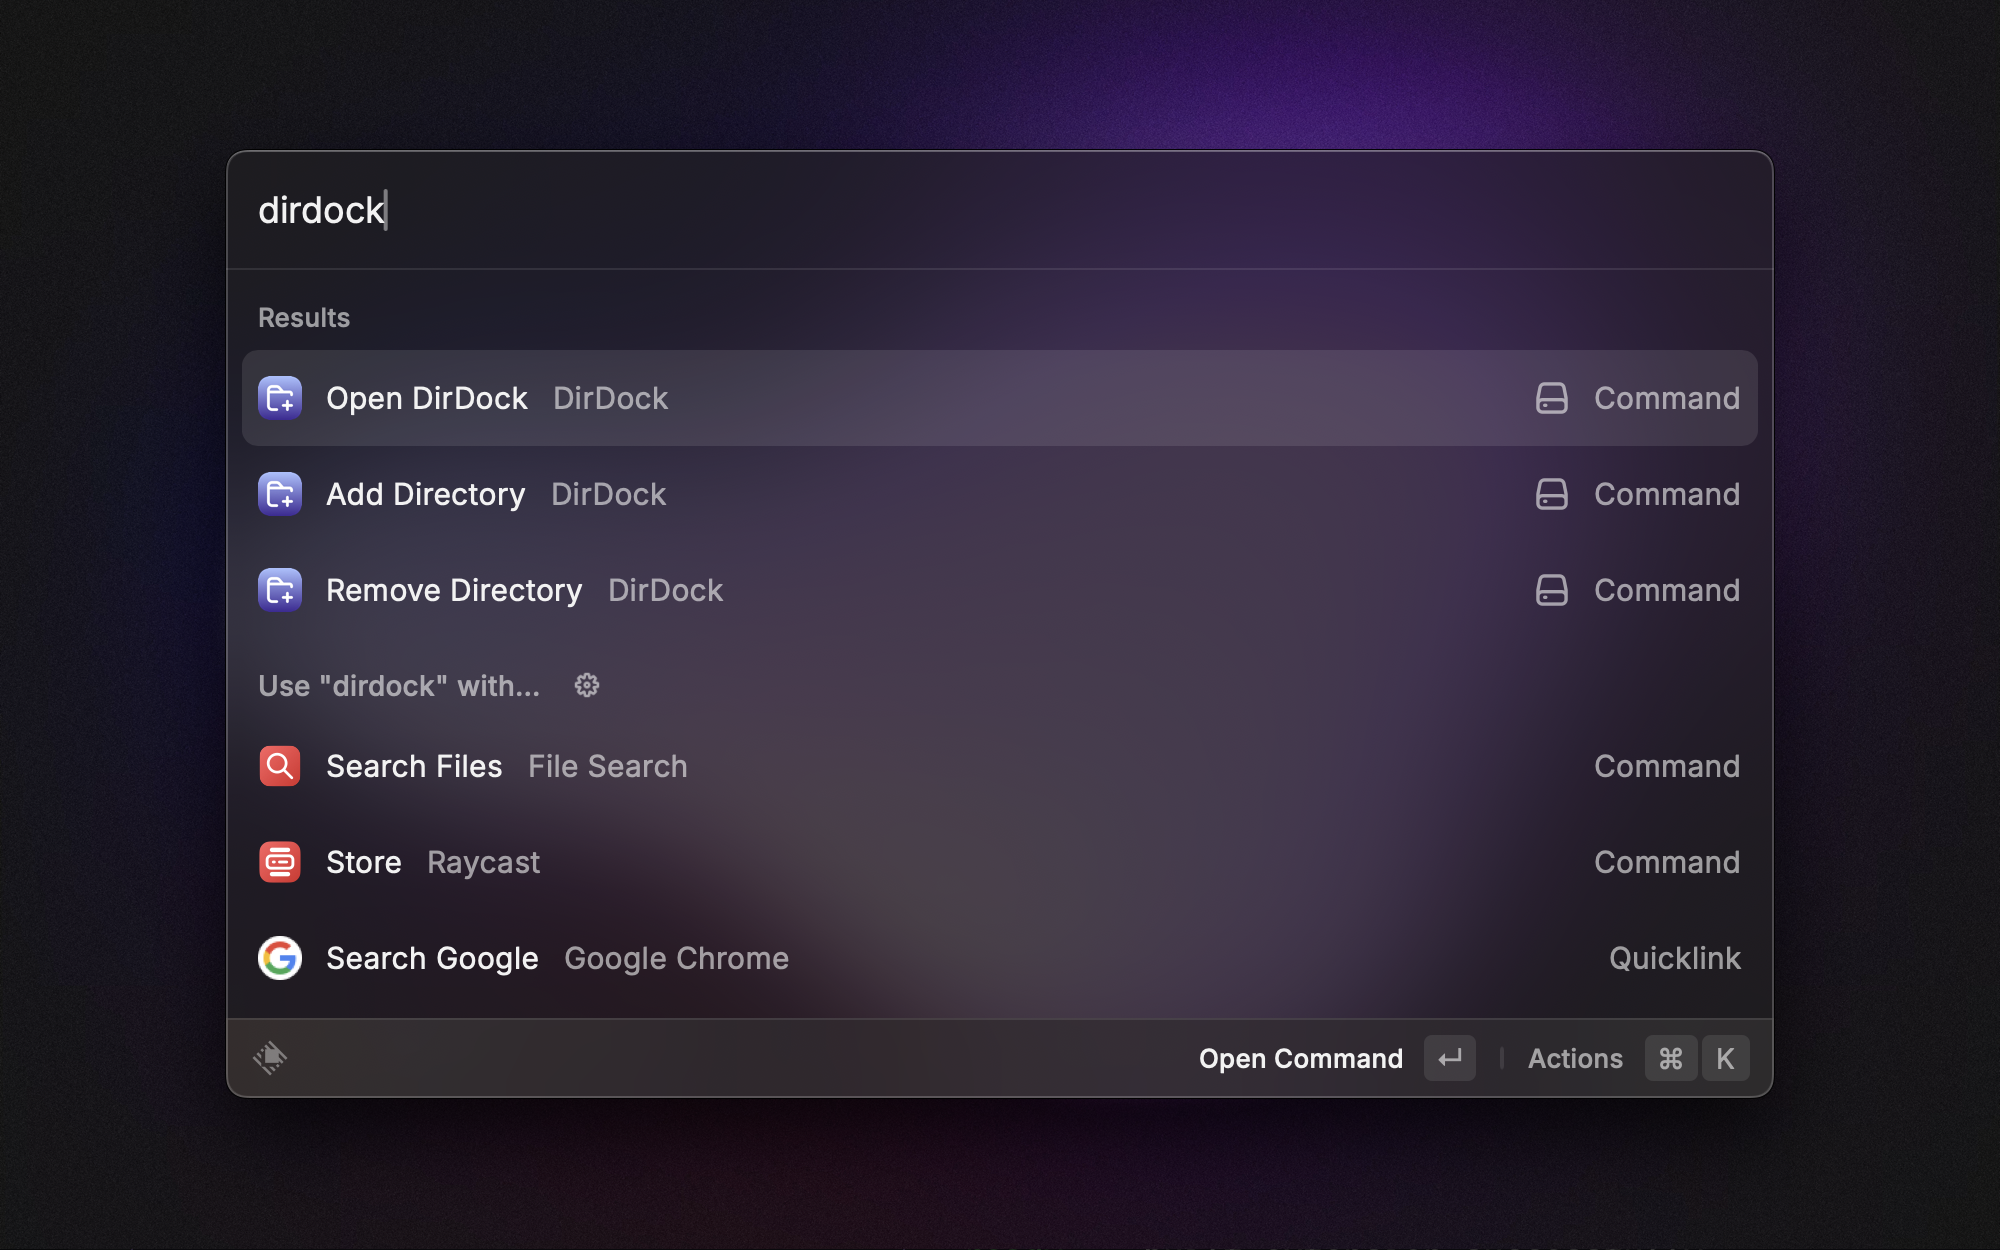 dirdock
Results
Open DirDock DirDock Command
Add Directory DirDock Command
Remove Directory DirDock Command
Use "dirdock" with...
Search Files File Search Command
Store Raycast Command
Search Google Google Chrome Quicklink
Open Command ↵ Actions ⌘ K